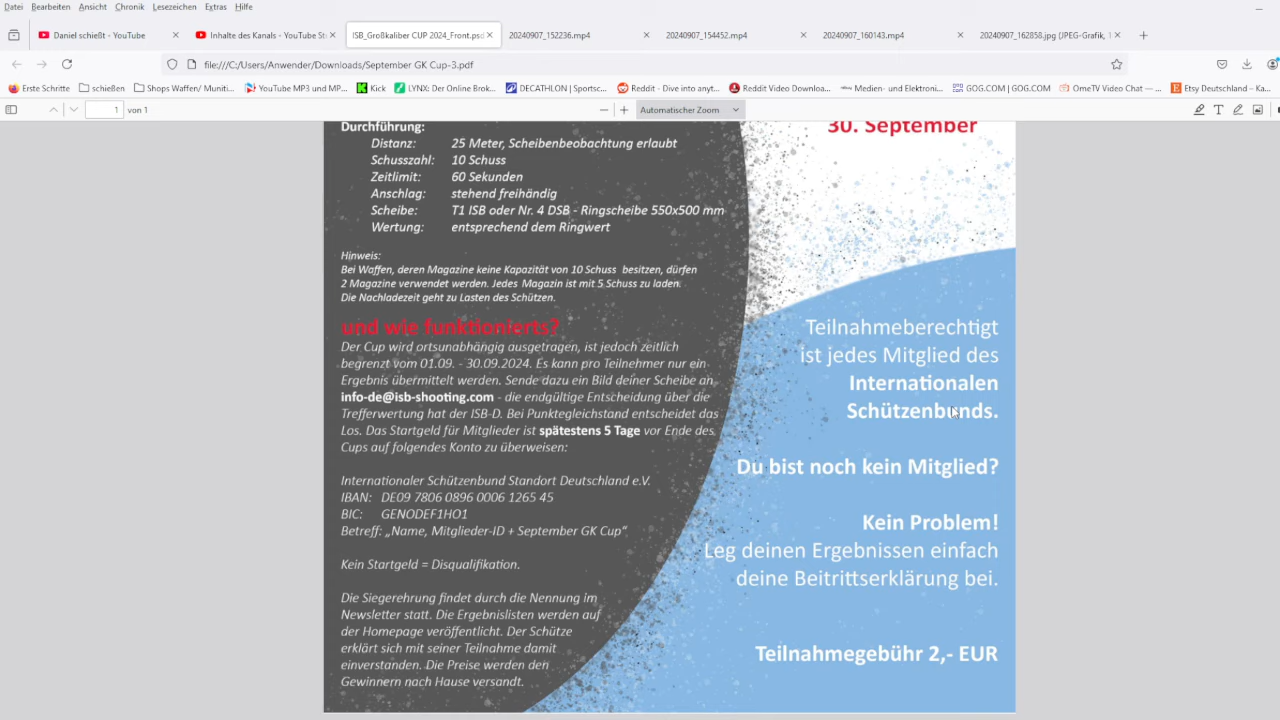 Datei Bearbeiten Ansicht Chronik Lesezeichen Extras Hilfe
Daniel schießt - YouTube
Inhalte des Kanals - YouTube St
ISB_Großkaliber CUP 2024_Front.psd
20240907_152236.mp4
20240907_154452.mp4
20240907_160143.mp4
20240907_162858.jpg (JPEG-Grafik, 1
file:///C:/Users/Anwender/Downloads/September GK Cup-3.pdf
Erste Schritte
schießen
Shops Waffen/ Muniti...
YouTube MP3 und MP...
Kick
LYNX: Der Online Brok...
DECATHLON | Sportsc...
Reddit - Dive into anyt...
Reddit Video Downloa...
Medien- und Elektroni...
GOG.COM | GOG.COM
OmeTV Video Chat —...
Etsy Deutschland – Ka...
1 von 1
Automatischer Zoom
Durchführung:
Distanz: 25 Meter, Scheibenbeobachtung erlaubt
Schusszahl: 10 Schuss
Zeitlimit: 60 Sekunden
Anschlag: stehend freihändig
Scheibe: T1 ISB oder Nr. 4 DSB - Ringscheibe 550x500 mm
Wertung: entsprechend dem Ringwert
Hinweis:
Bei Waffen, deren Magazine keine Kapazität von 10 Schuss besitzen, dürfen
2 Magazine verwendet werden. Jedes Magazin ist mit 5 Schuss zu laden.
Die Nachladezeit geht zu Lasten des Schützen.
und wie funktionierts?
Der Cup wird ortsunabhängig ausgetragen, ist jedoch zeitlich
begrenzt vom 01.09. - 30.09.2024. Es kann pro Teilnehmer nur ein
Ergebnis übermittelt werden. Sende dazu ein Bild deiner Scheibe an
info-de@isb-shooting.com - die endgültige Entscheidung über die
Trefferwertung hat der ISB-D. Bei Punktegleichstand entscheidet das
Los. Das Startgeld für Mitglieder ist spätestens 5 Tage vor Ende des
Cups auf folgendes Konto zu überweisen:
Internationaler Schützenbund Standort Deutschland e.V.
IBAN: DE09 7806 0896 0006 1265 45
BIC: GENODEF1HO1
Betreff: „Name, Mitglieder-ID + September GK Cup“
Kein Startgeld = Disqualifikation.
Die Siegerehrung findet durch die Nennung im
Newsletter statt. Die Ergebnislisten werden auf
der Homepage veröffentlicht. Der Schütze
erklärt sich mit seiner Teilnahme damit
einverstanden. Die Preise werden den
Gewinnern nach Hause versandt.
30. September
Teilnahmeberechtigt
ist jedes Mitglied des
Internationalen
Schützenbunds.
Du bist noch kein Mitglied?
Kein Problem!
Leg deinen Ergebnissen einfach
deine Beitrittserklärung bei.
Teilnahmegebühr 2,- EUR